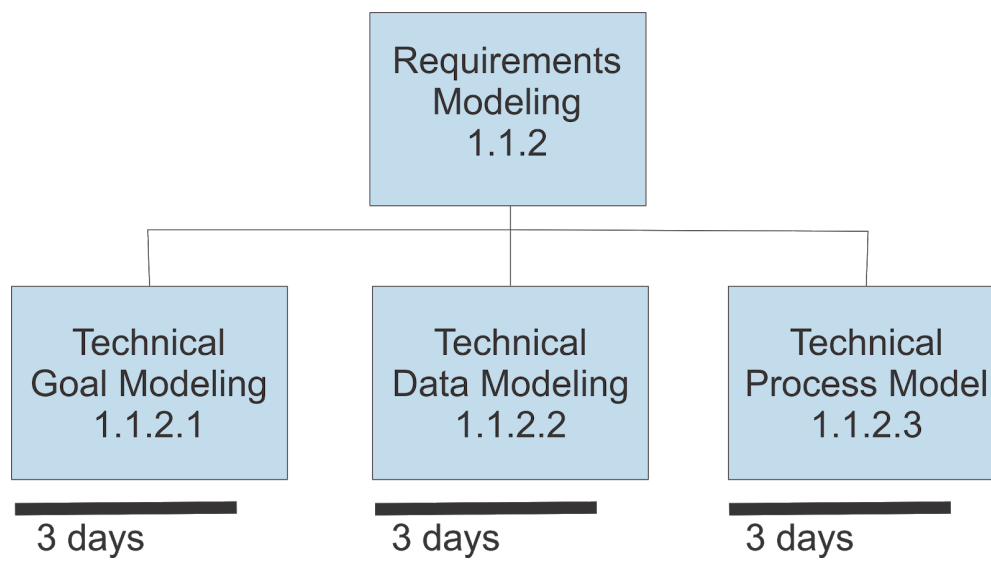 Requirements
Modeling
1.1.2
Technical
Goal Modeling
1.1.2.1
Technical
Data Modeling
1.1.2.2
Technical
Process Model
1.1.2.3
3 days
3 days
3 days